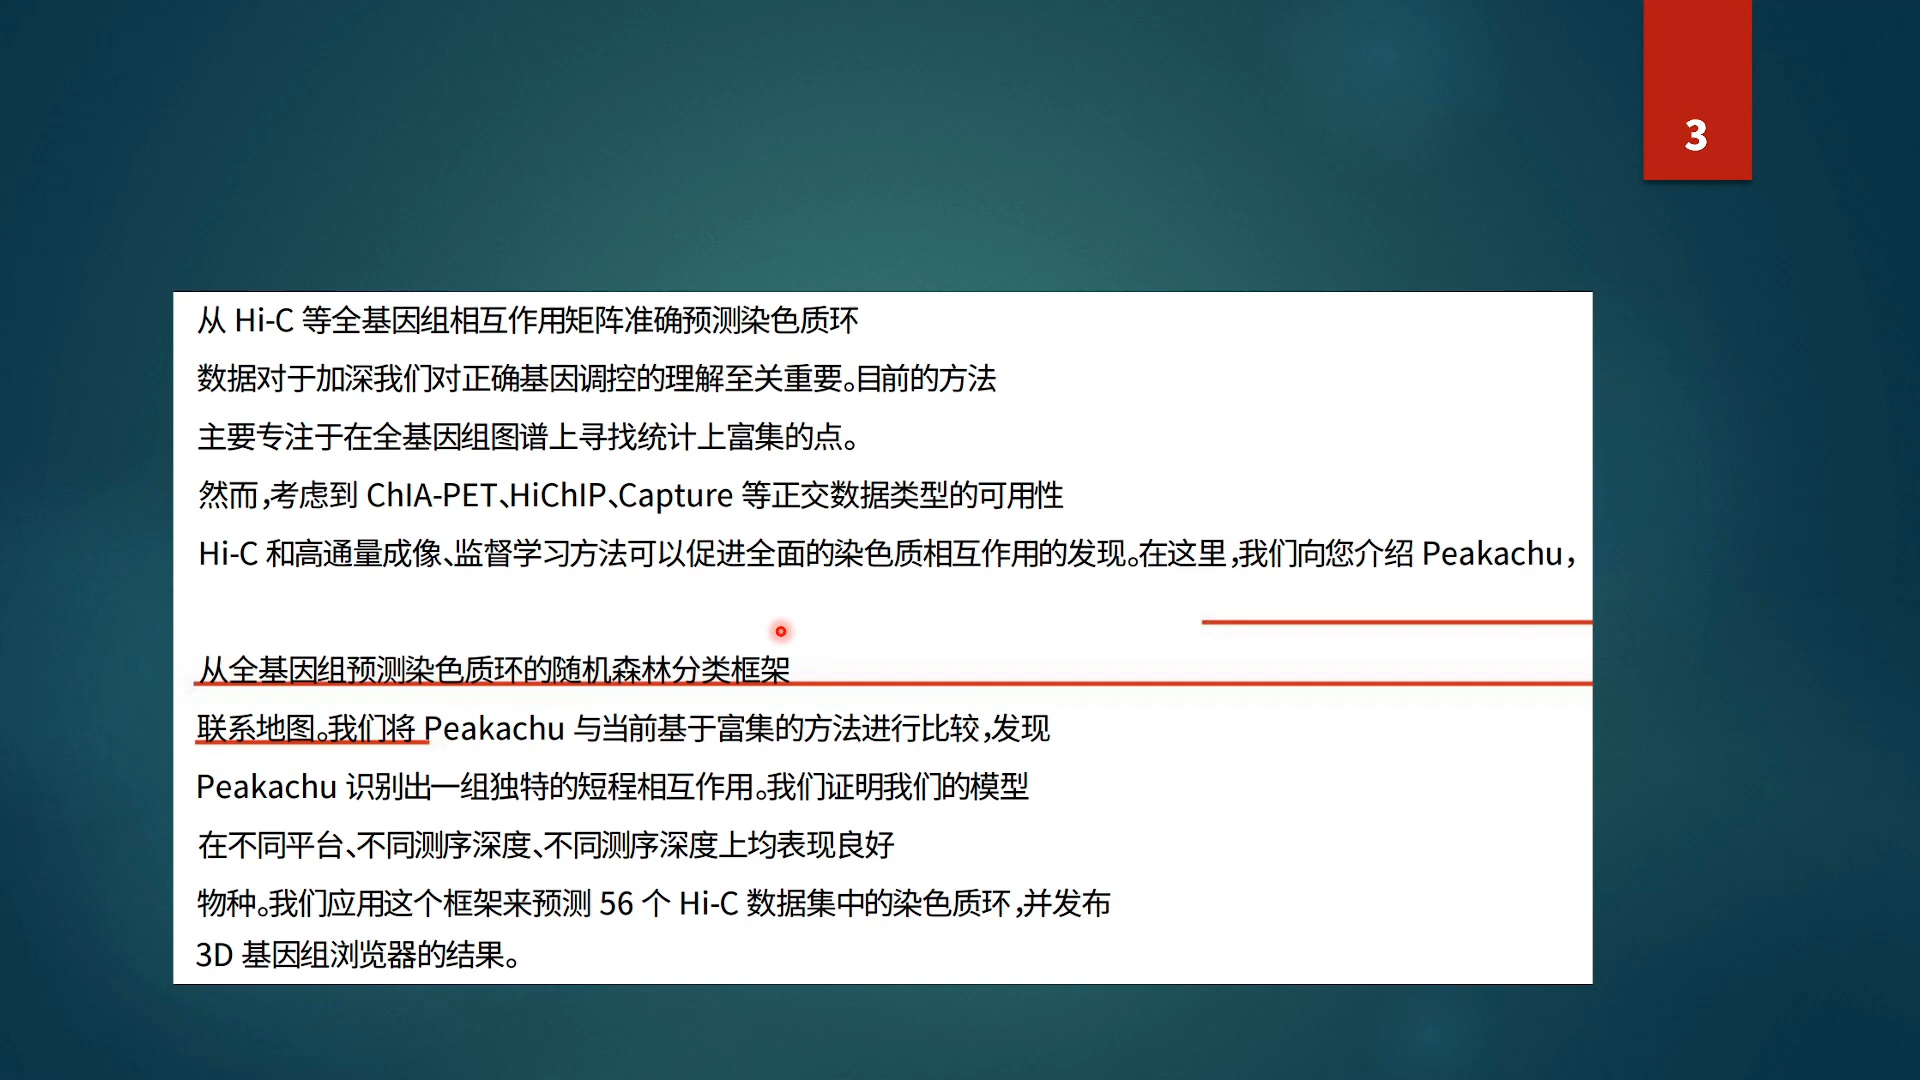 3
从 Hi-C 等全基因组相互作用矩阵准确预测染色质环
数据对于加深我们对正确基因调控的理解至关重要。目前的方法
主要专注于在全基因组图谱上寻找统计上富集的点。
然而,考虑到 ChIA-PET、HiChIP、Capture 等正交数据类型的可用性
Hi-C 和高通量成像、监督学习方法可以促进全面的染色质相互作用的发现。在这里,我们向您介绍 Peakachu，
从全基因组预测染色质环的随机森林分类框架
联系地图。我们将 Peakachu 与当前基于富集的方法进行比较,发现
Peakachu 识别出一组独特的短程相互作用。我们证明我们的模型
在不同平台、不同测序深度、不同测序深度上均表现良好
物种。我们应用这个框架来预测 56 个 Hi-C 数据集中的染色质环,并发布
3D 基因组浏览器的结果。